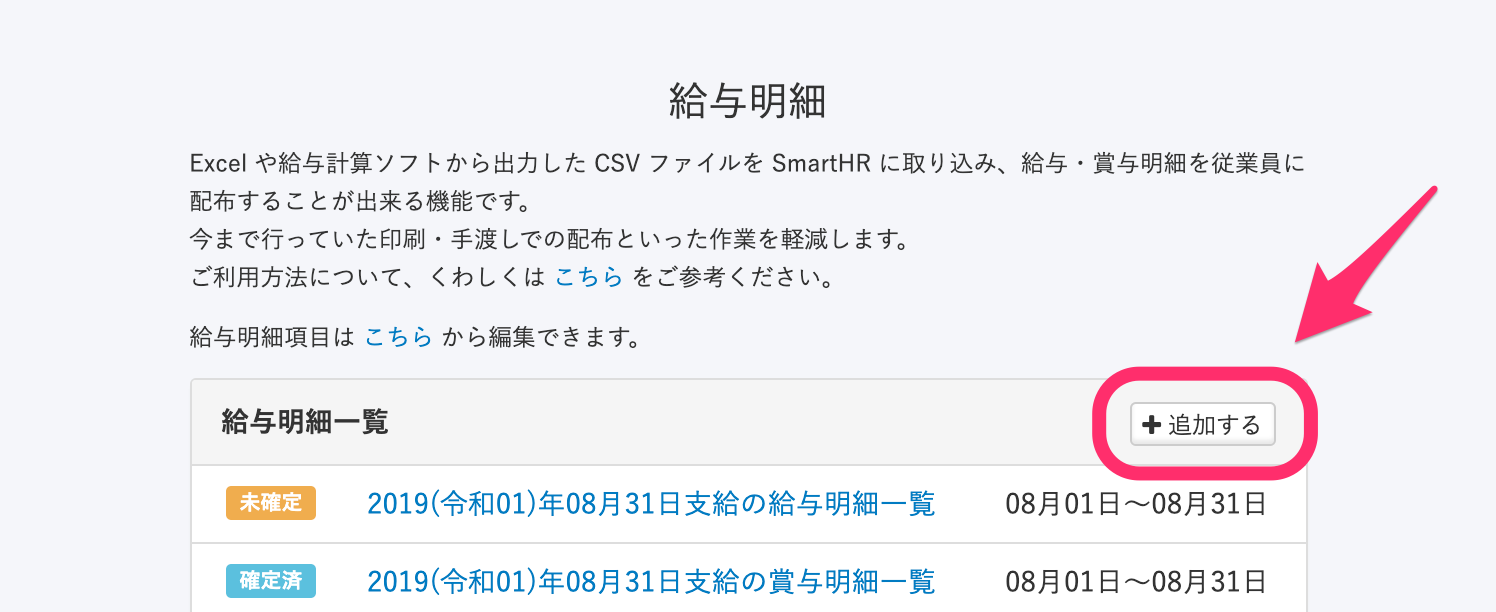 給与明細
Excel や給与計算ソフトから出力した CSV ファイルを SmartHR に取り込み、給与・賞与明細を従業員に
配布することが出来る機能です。
今まで行っていた印刷・手渡しでの配布といった作業を軽減します。
ご利用方法について、くわしくは こちら をご参考ください。
給与明細項目は こちら から編集できます。
給与明細一覧
+ 追加する
未確定 2019(令和01)年08月31日支給の給与明細一覧 08月01日〜08月31日
確定済 2019(令和01)年08月31日支給の賞与明細一覧 08月01日〜08月31日